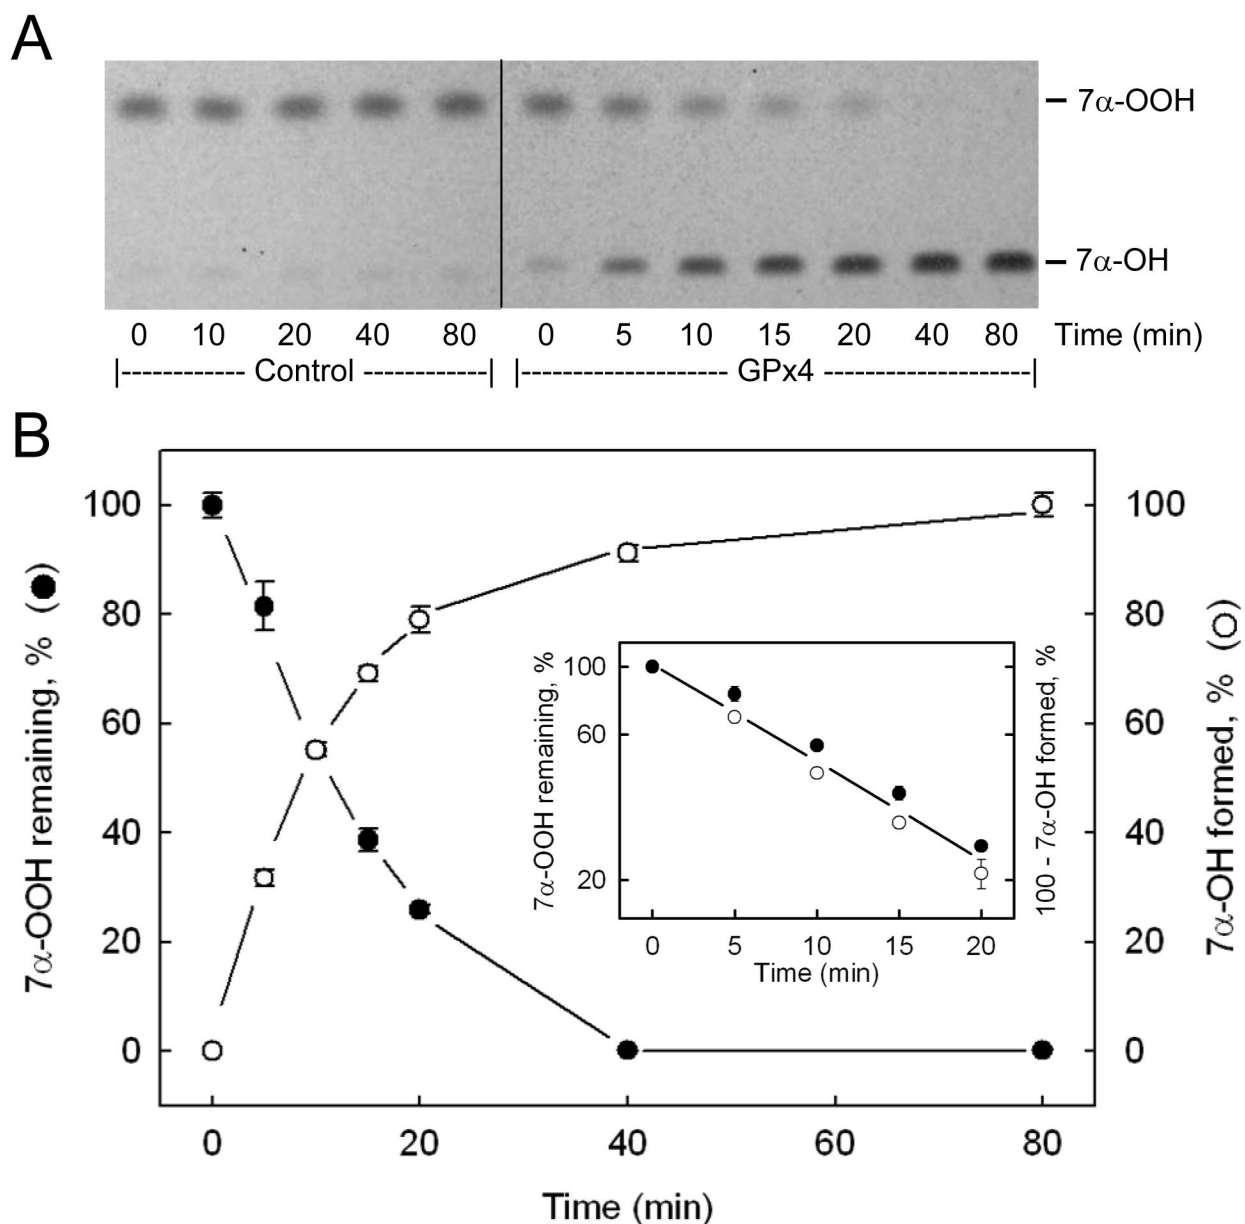 A
7α-OOH
7α-OH
0 10 20 40 80 0 5 10 15 20 40 80 Time (min)
|----------- Control -----------| |------------------- GPx4 -------------------|
B
7α-OOH remaining, % (●)
100
80
60
40
20
0
100
80
60
40
20
0
7α-OH formed, % (○)
7α-OOH remaining, %
100
60
20
100 - 7α-OH formed, %
0 5 10 15 20
Time (min)
0 20 40 60 80
Time (min)